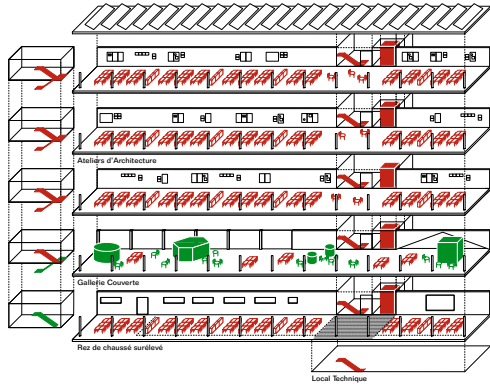 Ateliers d'Architecture
Gallerie Couverte
Rez de chaussé surélevé
Local Technique